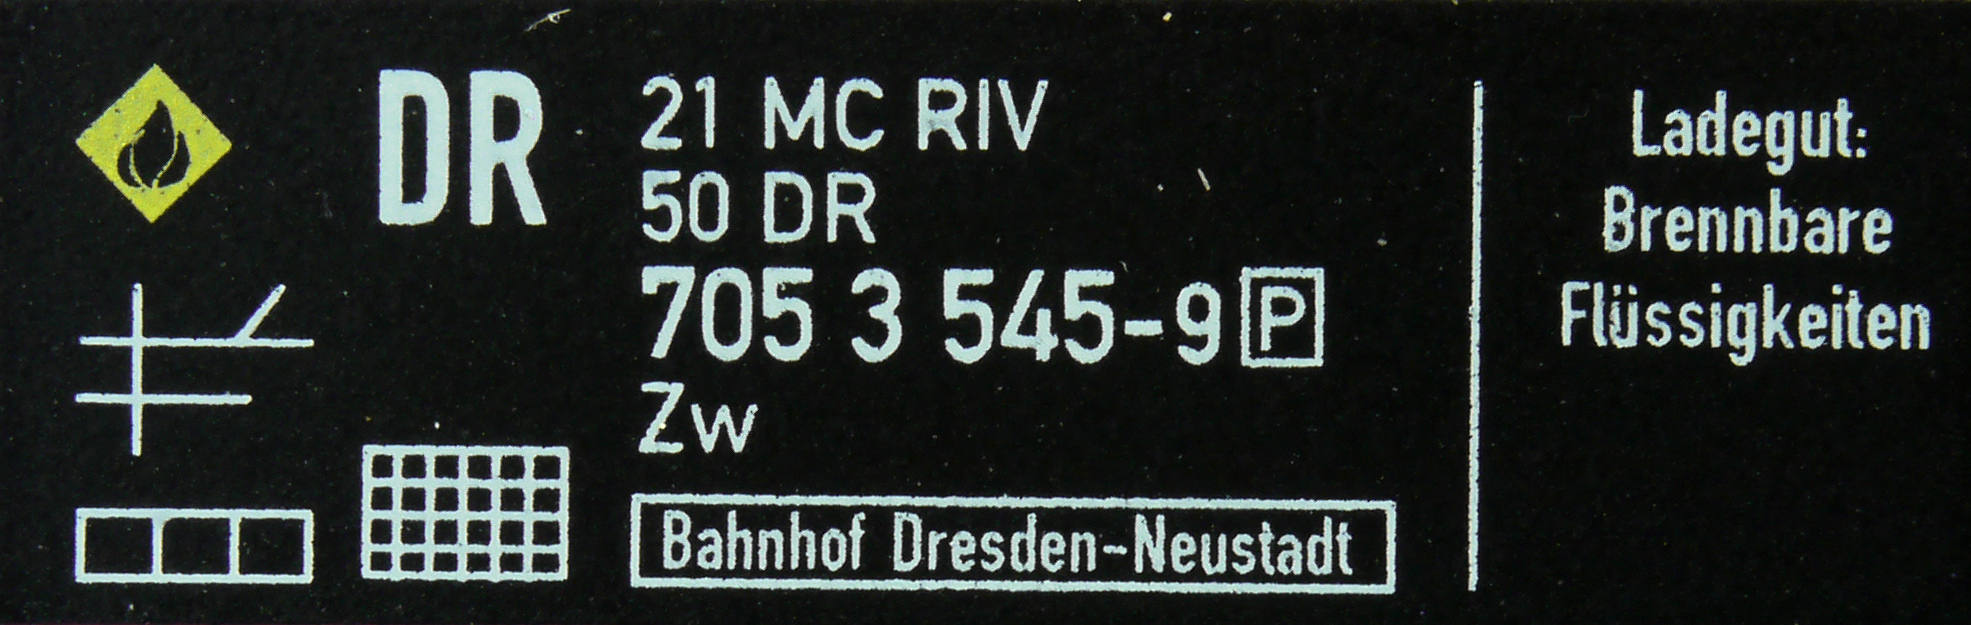 DR
21 MC RIV
50 DR
705 3 545-9 P
Zw
Bahnhof Dresden-Neustadt
Ladegut:
Brennbare
Flüssigkeiten